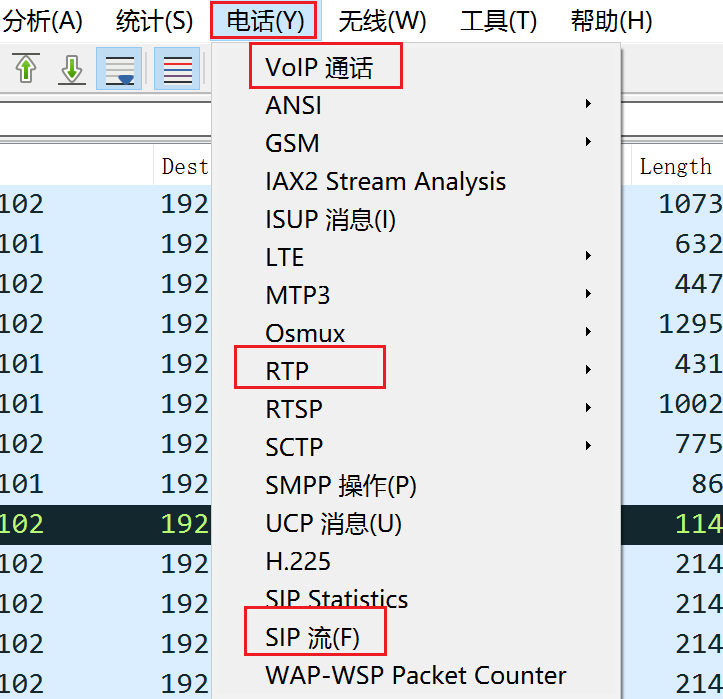 分析(A) 统计(S) 电话(Y) 无线(W) 工具(T) 帮助(H)
VoIP 通话
ANSI
GSM
IAX2 Stream Analysis
ISUP 消息(I)
LTE
MTP3
Osmux
RTP
RTSP
SCTP
SMPP 操作(P)
UCP 消息(U)
H.225
SIP Statistics
SIP 流(F)
WAP-WSP Packet Counter
Dest Length
102 192 1073
101 192 632
102 192 447
102 192 1295
101 192 431
101 192 1002
102 192 775
101 192 86
102 192 114
102 192 214
102 192 214
102 192 214
102 192 214